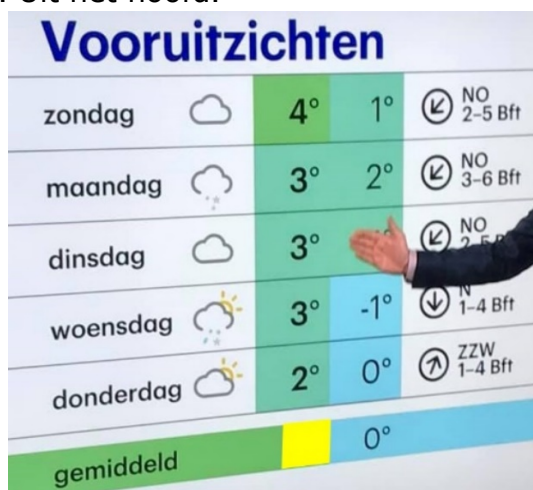 Vooruitzichten
zondag 4° 1° NO
2–5 Bft
maandag 3° 2° NO
3–6 Bft
dinsdag 3° NO
woensdag 3° -1° N
1–4 Bft
donderdag 2° 0° ZZW
1–4 Bft
gemiddeld 0°